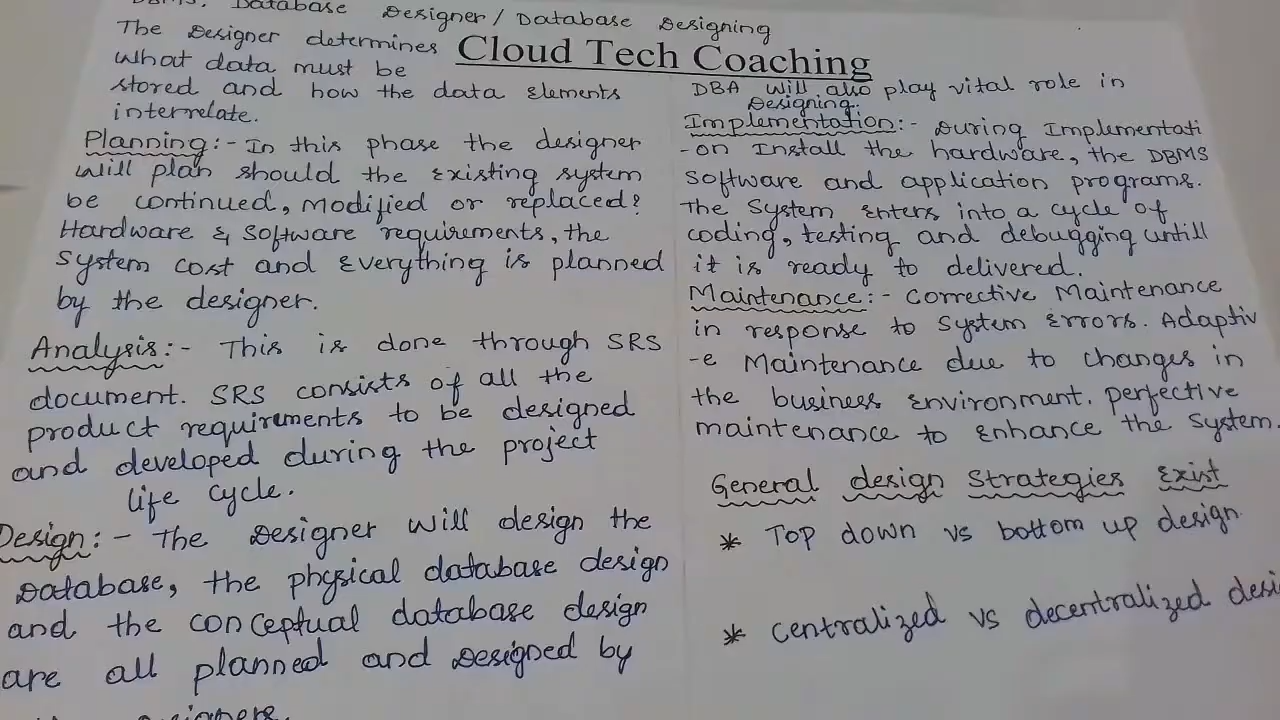 DBMS, Database Designer/Database Designing
The Designer determines
what data must be
stored and how the data elements
interrelate.
Planning:- In this phase the designer
will plan should the existing system
be continued, modified or replaced?
Hardware & software requirements, the
system cost and everything is planned
by the designer.
Analysis:- This is done through SRS
document. SRS consists of all the
product requirements to be designed
and developed during the project
life cycle.
Design:- The Designer will design the
Database, the physical database design
and the conceptual database design
are all planned and designed by
Cloud Tech Coaching
DBA will also play vital role in
Designing.
Implementation:- During Implementati
-on Install the hardware, the DBMS
software and application programs.
The System enters into a cycle of
coding, testing and debugging untill
it is ready to delivered.
Maintenance:- Corrective Maintenance
in response to system errors. Adaptiv
-e Maintenance due to changes in
the business environment. perfective
maintenance to enhance the system.
General design Strategies Exist
* Top down vs bottom up design.
* centralized vs decentralized desi